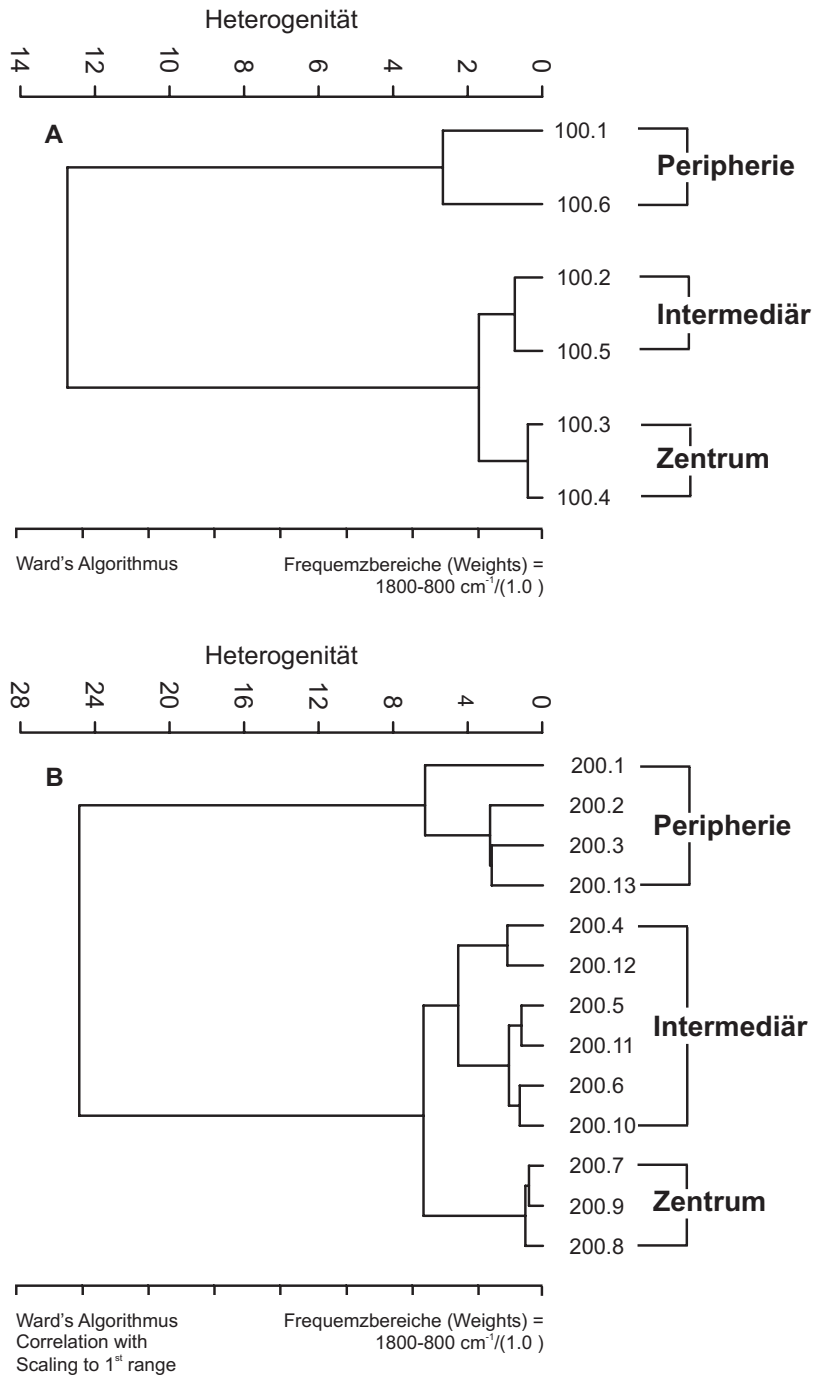 Heterogenität
14 12 10 8 6 4 2 0
A
100.1
Peripherie
100.6
100.2
Intermediär
100.5
100.3
Zentrum
100.4
Ward's Algorithmus Frequemzbereiche (Weights) =
1800-800 cm⁻¹/(1.0 )
Heterogenität
28 24 20 16 12 8 4 0
B
200.1
200.2
Peripherie
200.3
200.13
200.4
200.12
200.5
Intermediär
200.11
200.6
200.10
200.7
200.9
Zentrum
200.8
Ward's Algorithmus Frequemzbereiche (Weights) =
Correlation with 1800-800 cm⁻¹/(1.0 )
Scaling to 1ˢᵗ range